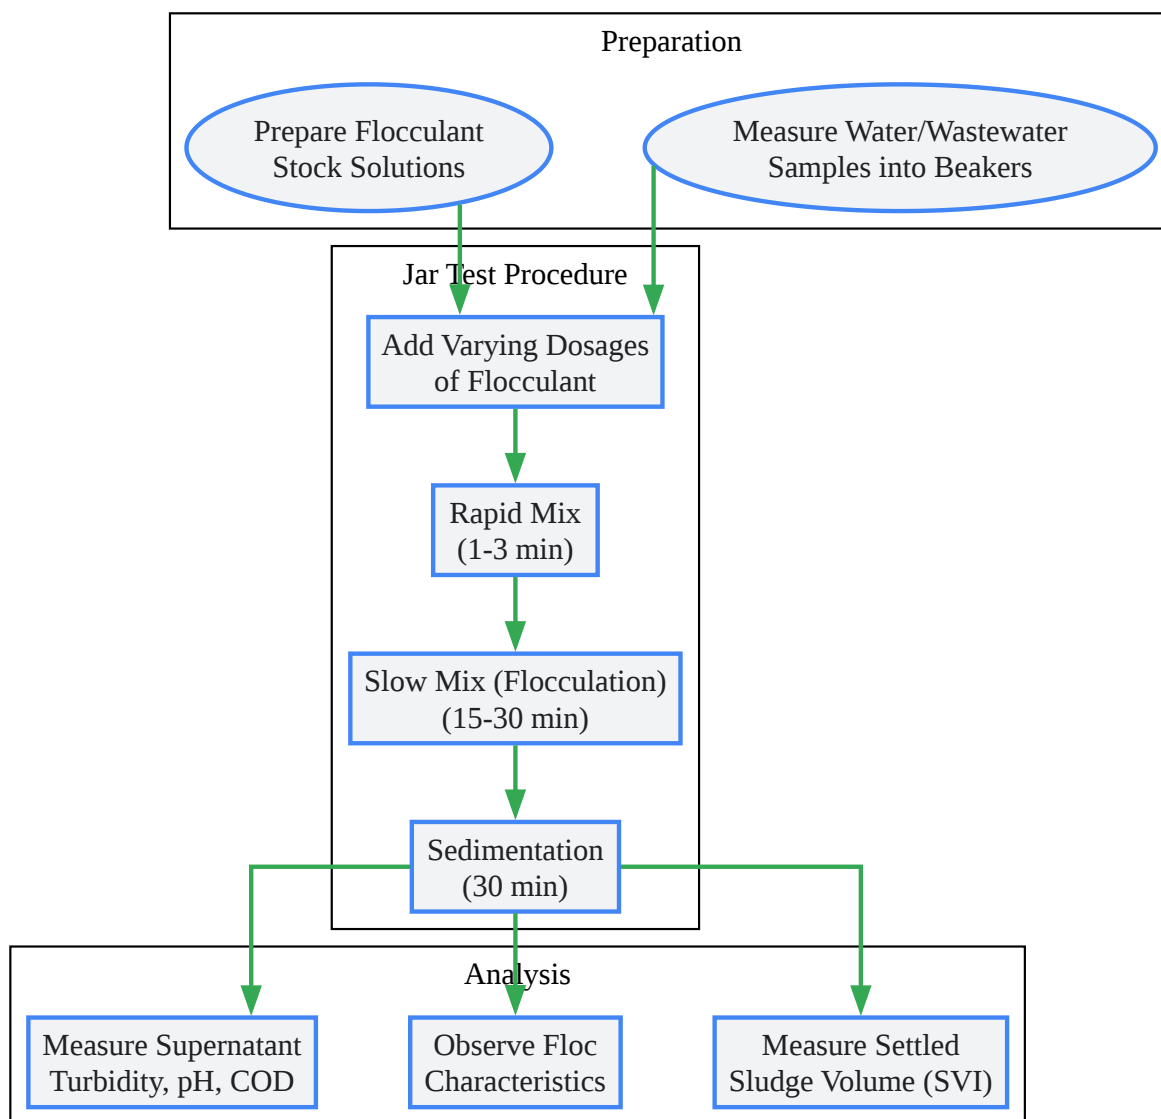 Preparation
Prepare Flocculant
Stock Solutions
Measure Water/Wastewater
Samples into Beakers
Jar Test Procedure
Add Varying Dosages
of Flocculant
Rapid Mix
(1-3 min)
Slow Mix (Flocculation)
(15-30 min)
Sedimentation
(30 min)
Analysis
Measure Supernatant
Turbidity, pH, COD
Observe Floc
Characteristics
Measure Settled
Sludge Volume (SVI)